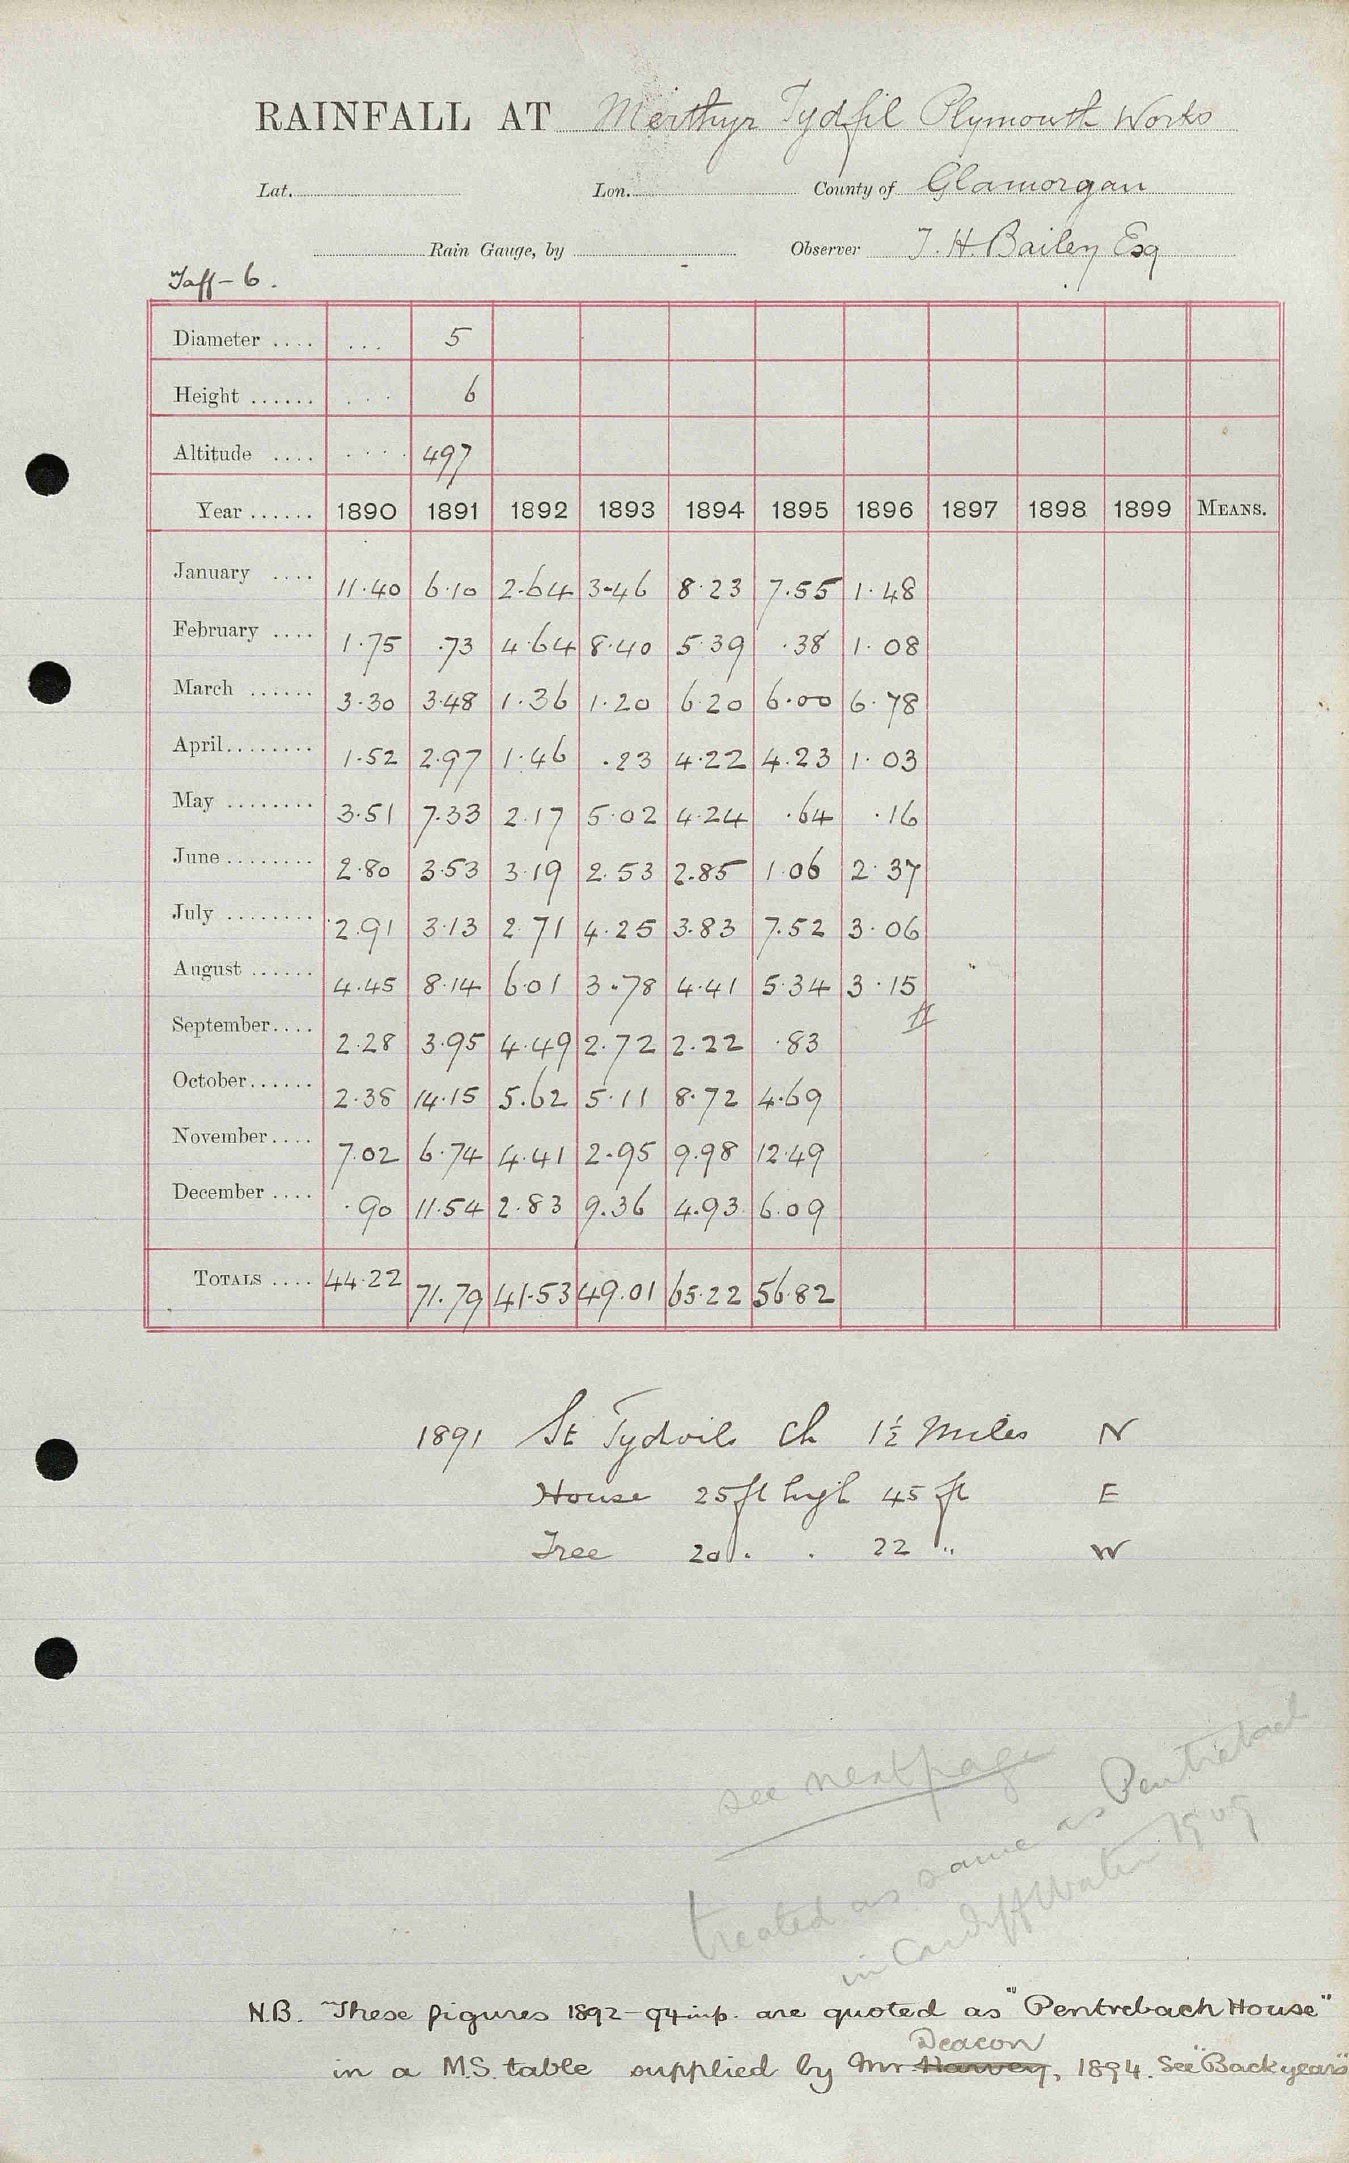 RAINFALL AT Merthyr Tydfil Plymouth Works
Lat. Lon. County of Glamorgan
Rain Gauge, by Observer T. H. Bailey Esq
Taff - 6.
Diameter .... ... 5
Height ...... ... 6
Altitude .... .... 497
Year ...... 1890 1891 1892 1893 1894 1895 1896 1897 1898 1899 MEANS.
January .... 11.40 6.10 2.64 3.46 8.23 7.55 1.48
February .... 1.75 .73 4.64 8.40 5.39 .38 1.08
March ...... 3.30 3.48 1.36 1.20 6.20 6.00 6.78
April........ 1.52 2.97 1.46 .23 4.22 4.23 1.03
May ........ 3.51 7.33 2.17 5.02 4.24 .64 .16
June ........ 2.80 3.53 3.19 2.53 2.85 1.06 2.37
July ........ 2.91 3.13 2.71 4.25 3.83 7.52 3.06
August ...... 4.45 8.14 6.01 3.78 4.41 5.34 3.15
September.... 2.28 3.95 4.49 2.72 2.22 .83
October...... 2.38 14.15 5.62 5.11 8.72 4.69
November.... 7.02 6.74 4.41 2.95 9.98 12.49
December .... .90 11.54 2.83 9.36 4.93 6.09
TOTALS .... 44.22 71.79 41.53 49.01 65.22 56.82
1891 St Tydvils Ch 1½ Miles N
House 25 ft high 45 ft E
Tree 20 " " 22 " W
see next page
treated as same as Pentrebach
in Cardiff Water 1909
N.B. These figures 1892-94 inp. are quoted as "Pentrebach House"
Deacon
in a M.S. table supplied by Mr Harvey, 1894. See "Back years"